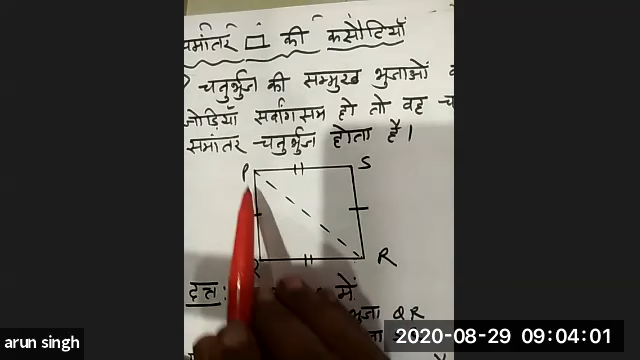 समांतर □ की कसौटियाँ
चतुर्भुज की सम्मुख भुजाओं
जोड़ियाँ सर्वांगसम हो तो वह
समांतर चतुर्भुज होता है।
P S
R
दत्त: में
भुजा QR
arun singh
2020-08-29 09:04:01